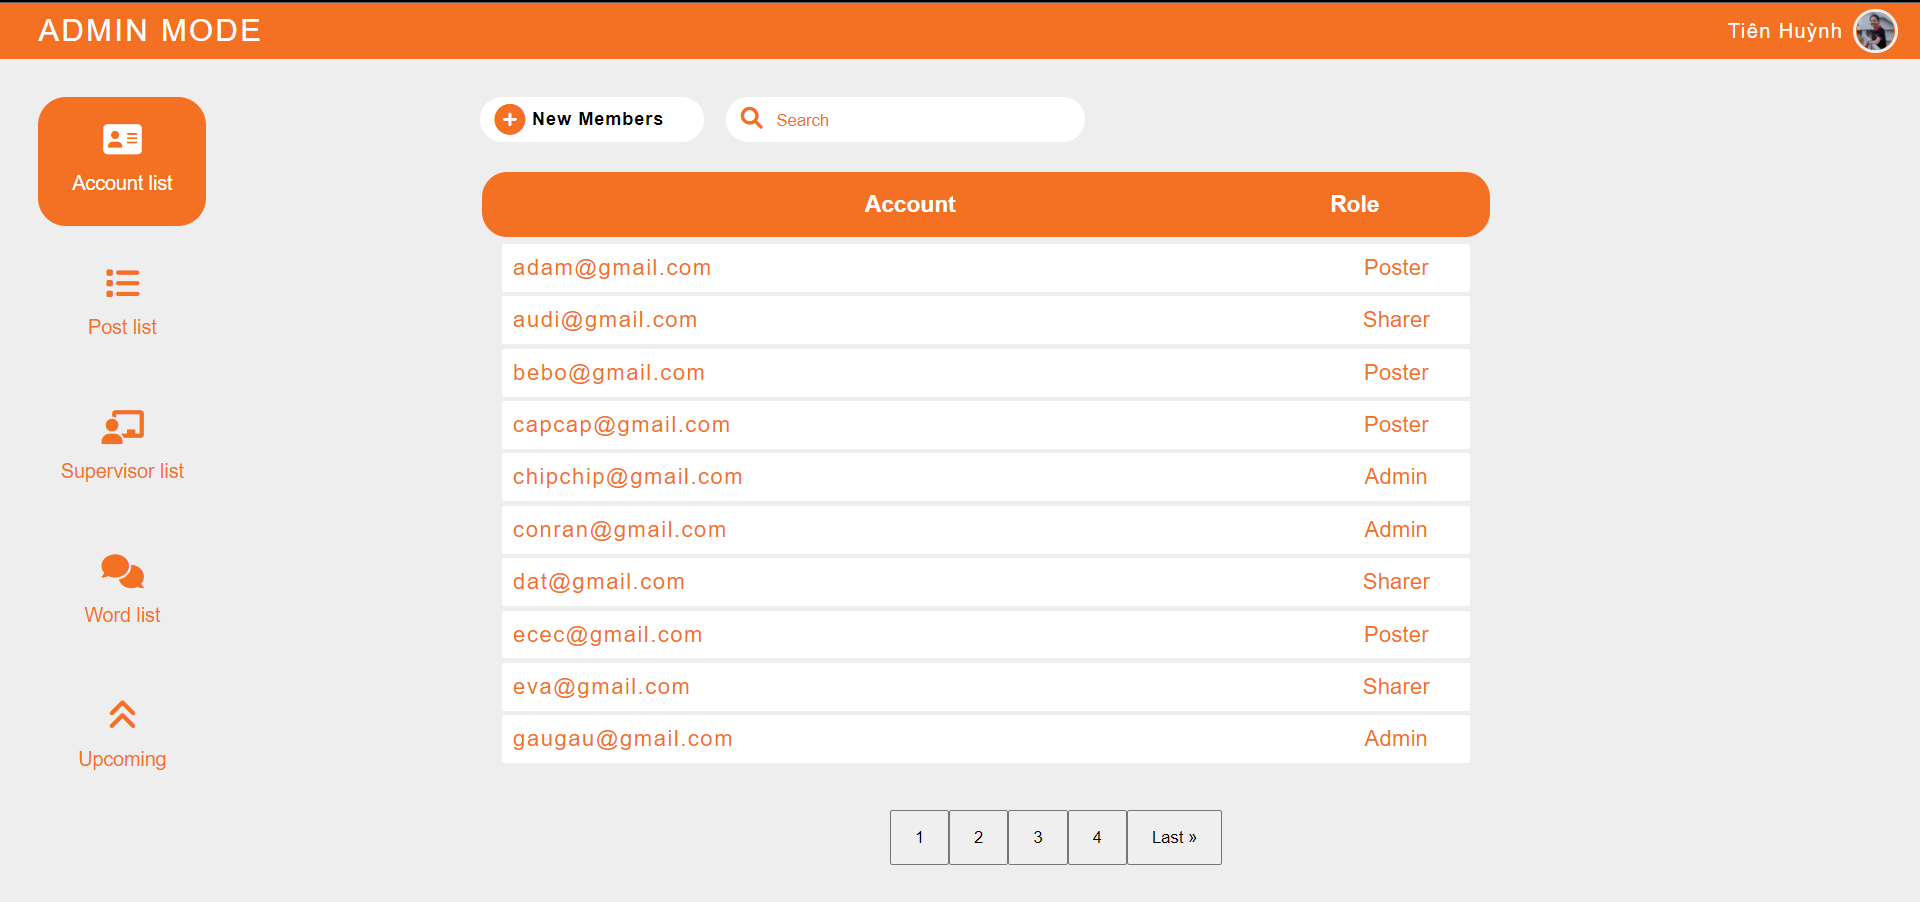 ADMIN MODE
Tiên Huỳnh
Account list
Post list
Supervisor list
Word list
Upcoming
New Members
Search
Account Role
adam@gmail.com Poster
audi@gmail.com Sharer
bebo@gmail.com Poster
capcap@gmail.com Poster
chipchip@gmail.com Admin
conran@gmail.com Admin
dat@gmail.com Sharer
ecec@gmail.com Poster
eva@gmail.com Sharer
gaugau@gmail.com Admin
1 2 3 4 Last »